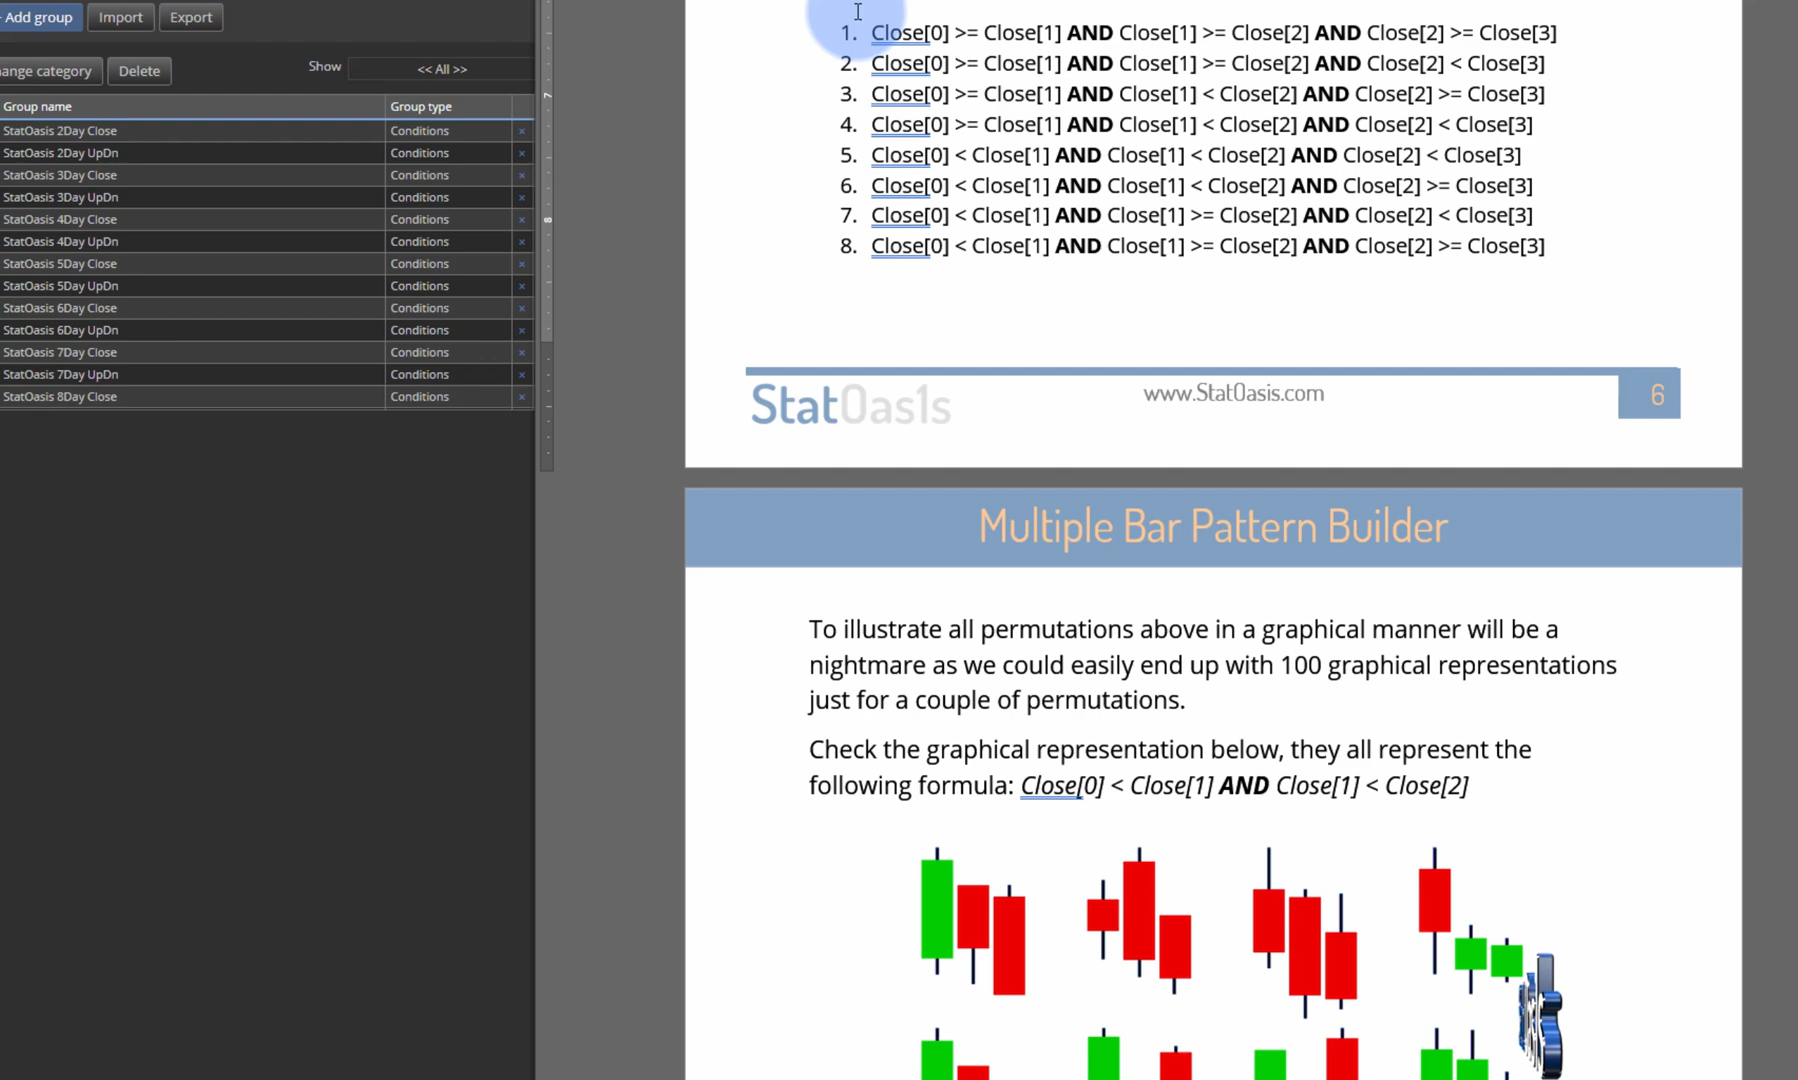 Add group
Import
Export
ange category
Delete
Show
<< All >>
Group name
Group type
StatOasis 2Day Close
Conditions
×
StatOasis 2Day UpDn
Conditions
×
StatOasis 3Day Close
Conditions
×
StatOasis 3Day UpDn
Conditions
×
StatOasis 4Day Close
Conditions
×
StatOasis 4Day UpDn
Conditions
×
StatOasis 5Day Close
Conditions
×
StatOasis 5Day UpDn
Conditions
×
StatOasis 6Day Close
Conditions
×
StatOasis 6Day UpDn
Conditions
×
StatOasis 7Day Close
Conditions
×
StatOasis 7Day UpDn
Conditions
×
StatOasis 8Day Close
Conditions
×
7
8
1. Close[0] >= Close[1] AND Close[1] >= Close[2] AND Close[2] >= Close[3]
2. Close[0] >= Close[1] AND Close[1] >= Close[2] AND Close[2] < Close[3]
3. Close[0] >= Close[1] AND Close[1] < Close[2] AND Close[2] >= Close[3]
4. Close[0] >= Close[1] AND Close[1] < Close[2] AND Close[2] < Close[3]
5. Close[0] < Close[1] AND Close[1] < Close[2] AND Close[2] < Close[3]
6. Close[0] < Close[1] AND Close[1] < Close[2] AND Close[2] >= Close[3]
7. Close[0] < Close[1] AND Close[1] >= Close[2] AND Close[2] < Close[3]
8. Close[0] < Close[1] AND Close[1] >= Close[2] AND Close[2] >= Close[3]
StatOas1s
www.StatOasis.com
6
Multiple Bar Pattern Builder
To illustrate all permutations above in a graphical manner will be a
nightmare as we could easily end up with 100 graphical representations
just for a couple of permutations.
Check the graphical representation below, they all represent the
following formula: Close[0] < Close[1] AND Close[1] < Close[2]